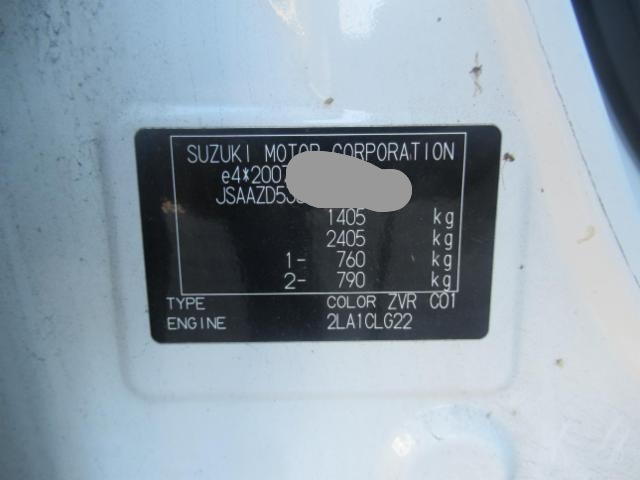 SUZUKI MOTOR CORPORATION
e4*2007
JSAAZD53
1405 kg
2405 kg
1- 760 kg
2- 790 kg
TYPE COLOR ZVR C01
ENGINE 2LA1CLG22